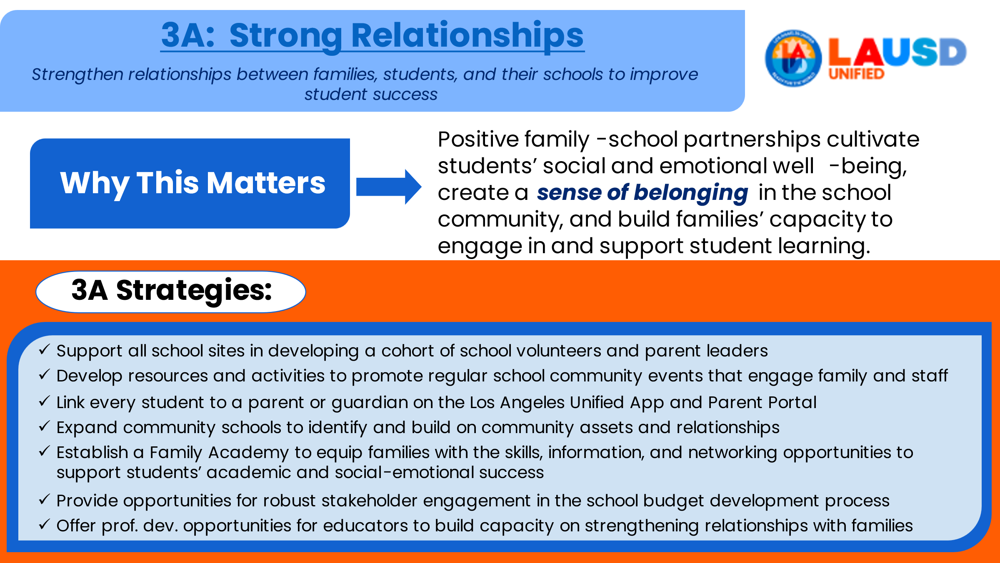 3A: Strong Relationships
Strengthen relationships between families, students, and their schools to improve
student success
LAUSD
UNIFIED
Why This Matters
Positive family -school partnerships cultivate
students’ social and emotional well -being,
create a sense of belonging in the school
community, and build families’ capacity to
engage in and support student learning.
3A Strategies:
✓ Support all school sites in developing a cohort of school volunteers and parent leaders
✓ Develop resources and activities to promote regular school community events that engage family and staff
✓ Link every student to a parent or guardian on the Los Angeles Unified App and Parent Portal
✓ Expand community schools to identify and build on community assets and relationships
✓ Establish a Family Academy to equip families with the skills, information, and networking opportunities to
support students’ academic and social-emotional success
✓ Provide opportunities for robust stakeholder engagement in the school budget development process
✓ Offer prof. dev. opportunities for educators to build capacity on strengthening relationships with families